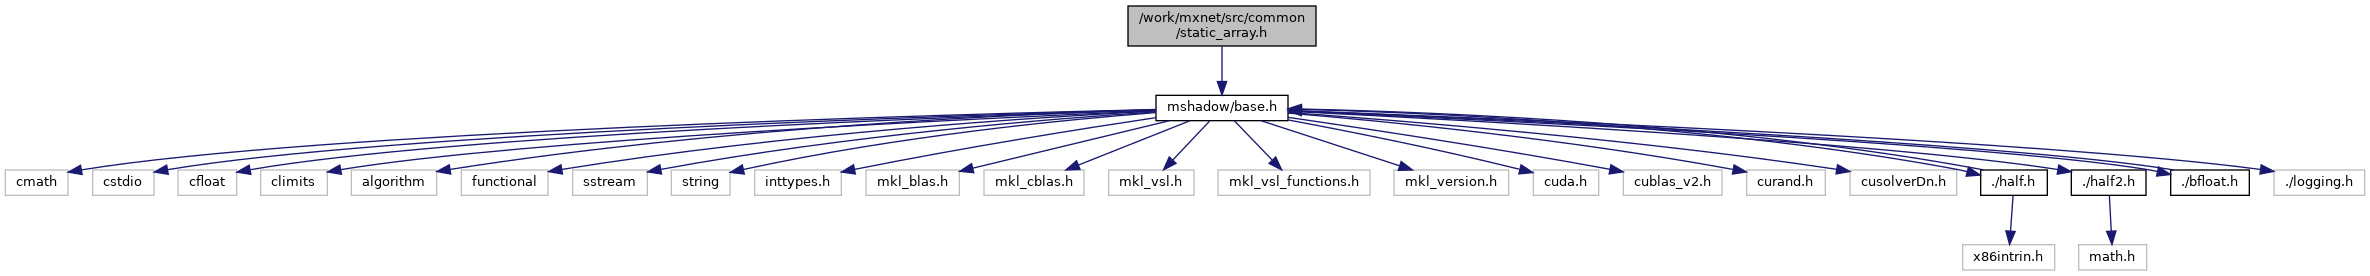 /work/mxnet/src/common
/static_array.h
mshadow/base.h
cmath
cstdio
cfloat
climits
algorithm
functional
sstream
string
inttypes.h
mkl_blas.h
mkl_cblas.h
mkl_vsl.h
mkl_vsl_functions.h
mkl_version.h
cuda.h
cublas_v2.h
curand.h
cusolverDn.h
./half.h
./half2.h
./bfloat.h
./logging.h
x86intrin.h
math.h